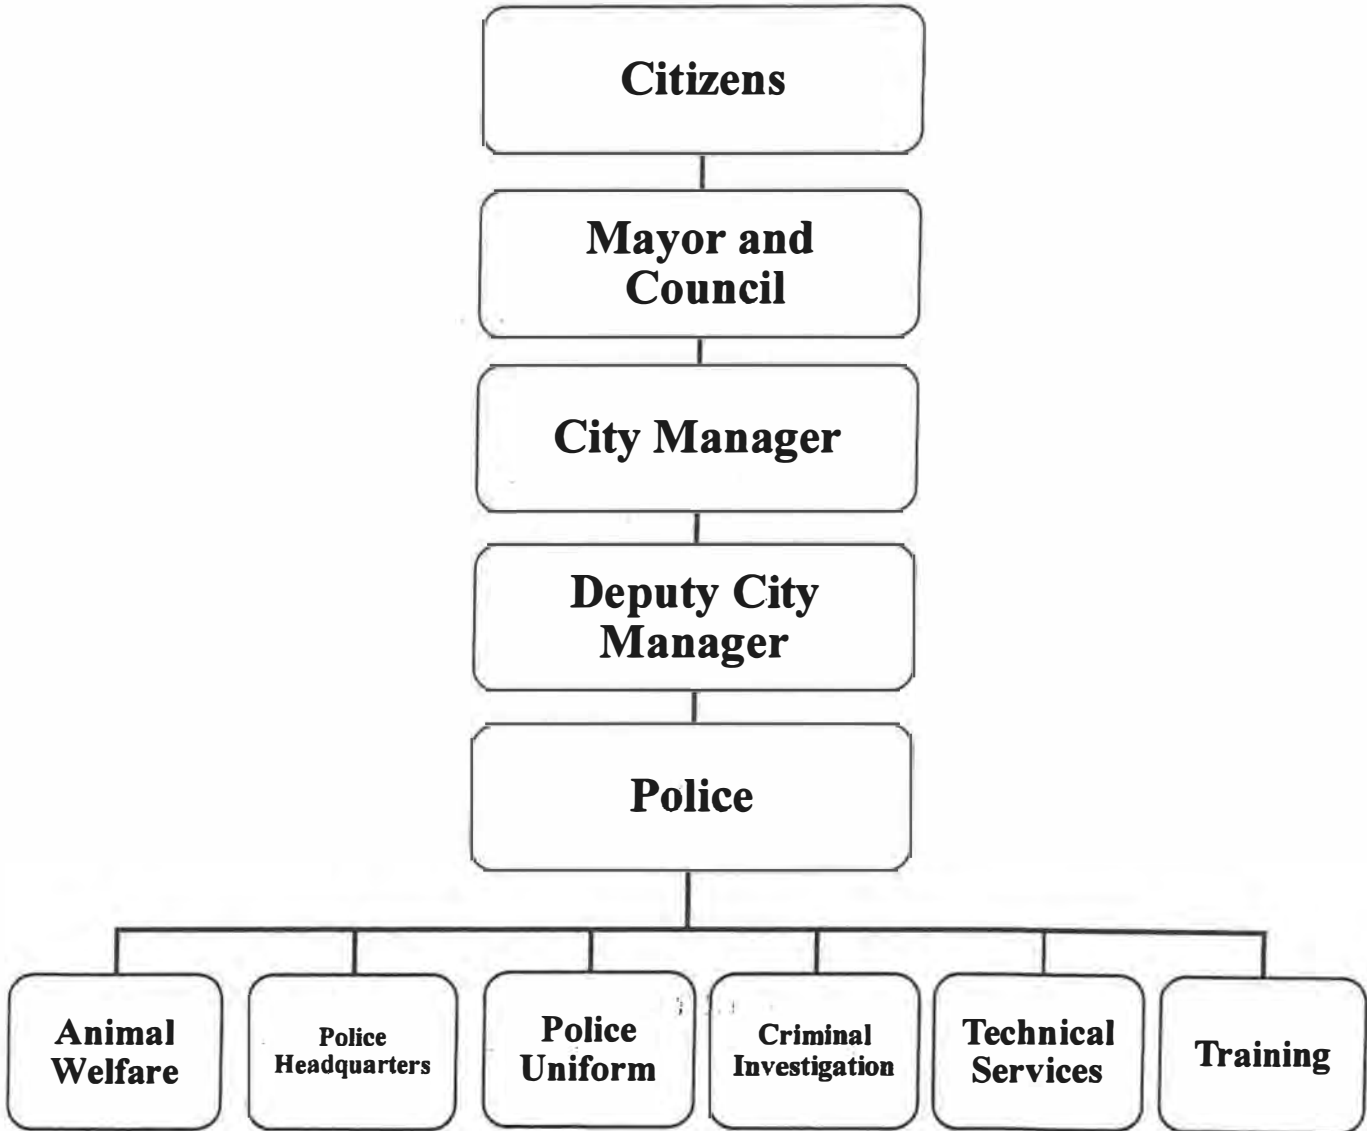 Citizens
Mayor and
Council
City Manager
Deputy City
Manager
Police
Animal
Welfare
Police
Headquarters
Police
Uniform
Criminal
Investigation
Technical
Services
Training